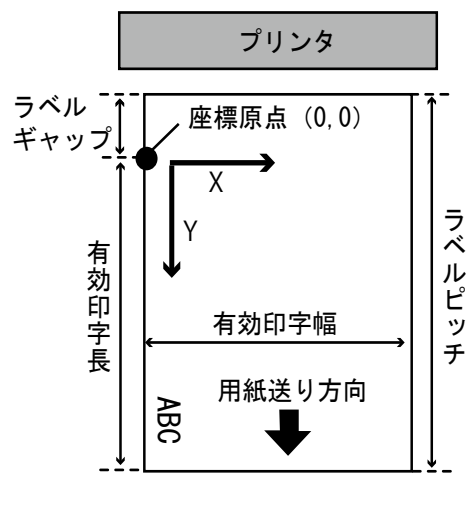 プリンタ
ラベル
ギャップ
座標原点 (0,0)
X
Y
有効印字長
ラベルピッチ
有効印字幅
用紙送り方向
ABC